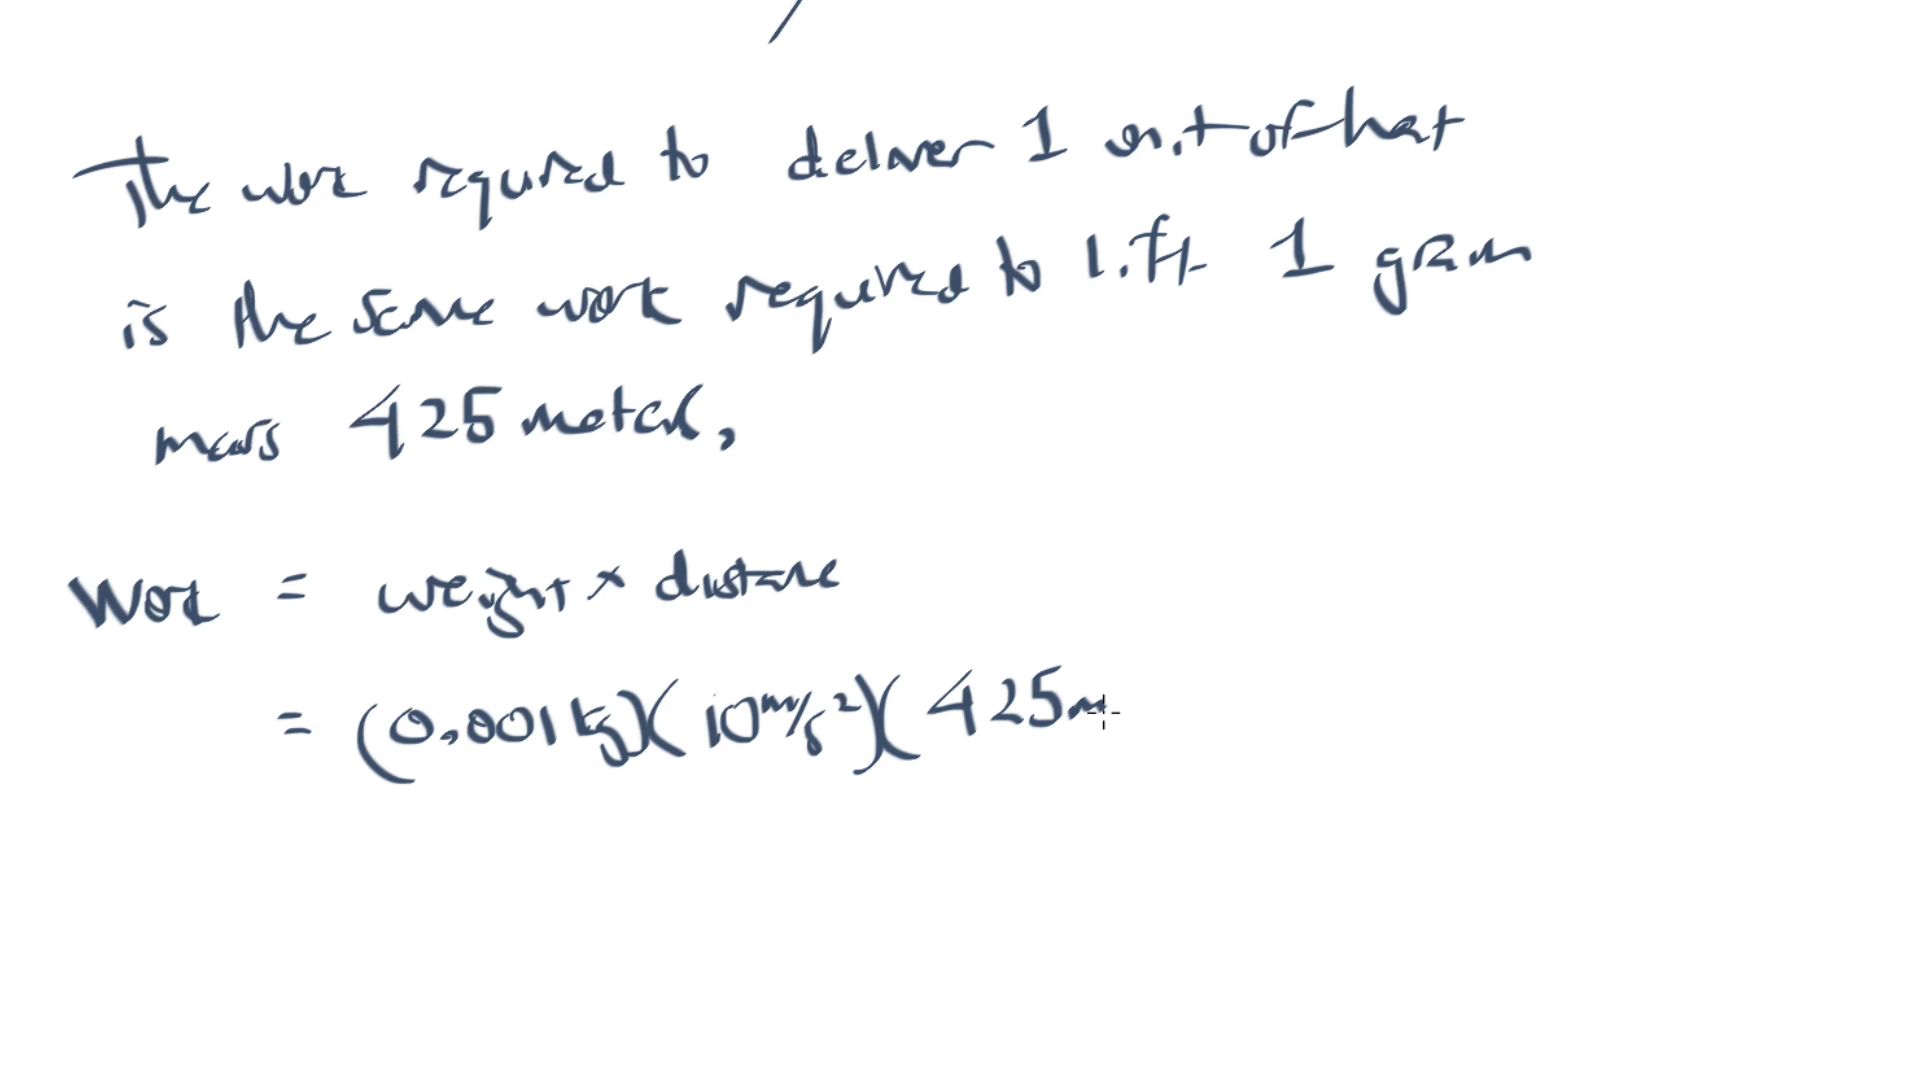 The work required to deliver 1 unit of heat
is the same work required to lift 1 gram
mass 425 meters,
Work = weight × distance
= (0.001 kg)(10 m/s²)(425m